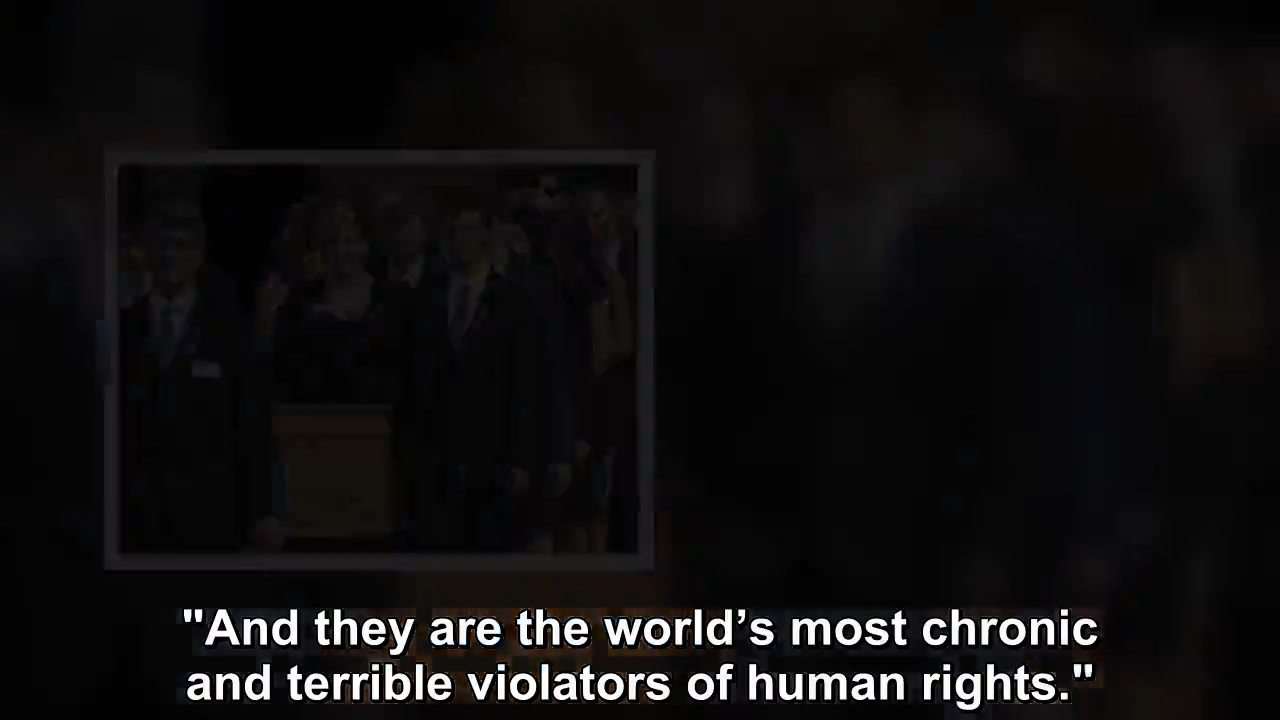 "And they are the world’s most chronic
and terrible violators of human rights."